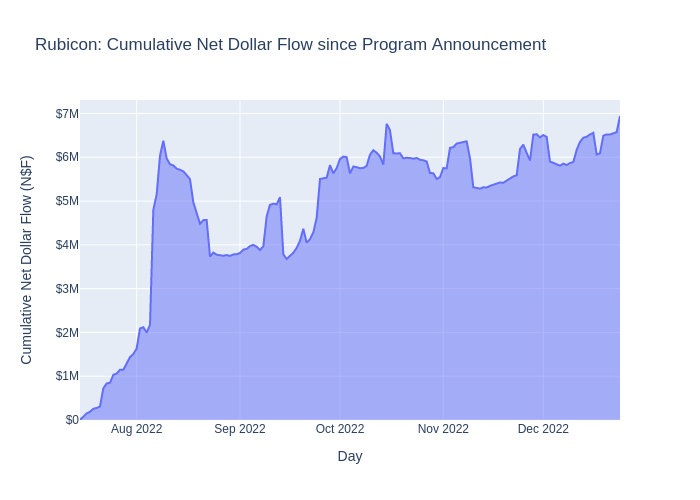 Rubicon: Cumulative Net Dollar Flow since Program Announcement
Cumulative Net Dollar Flow (N$F)
$7M
$6M
$5M
$4M
$3M
$2M
$1M
$0
Aug 2022 Sep 2022 Oct 2022 Nov 2022 Dec 2022
Day